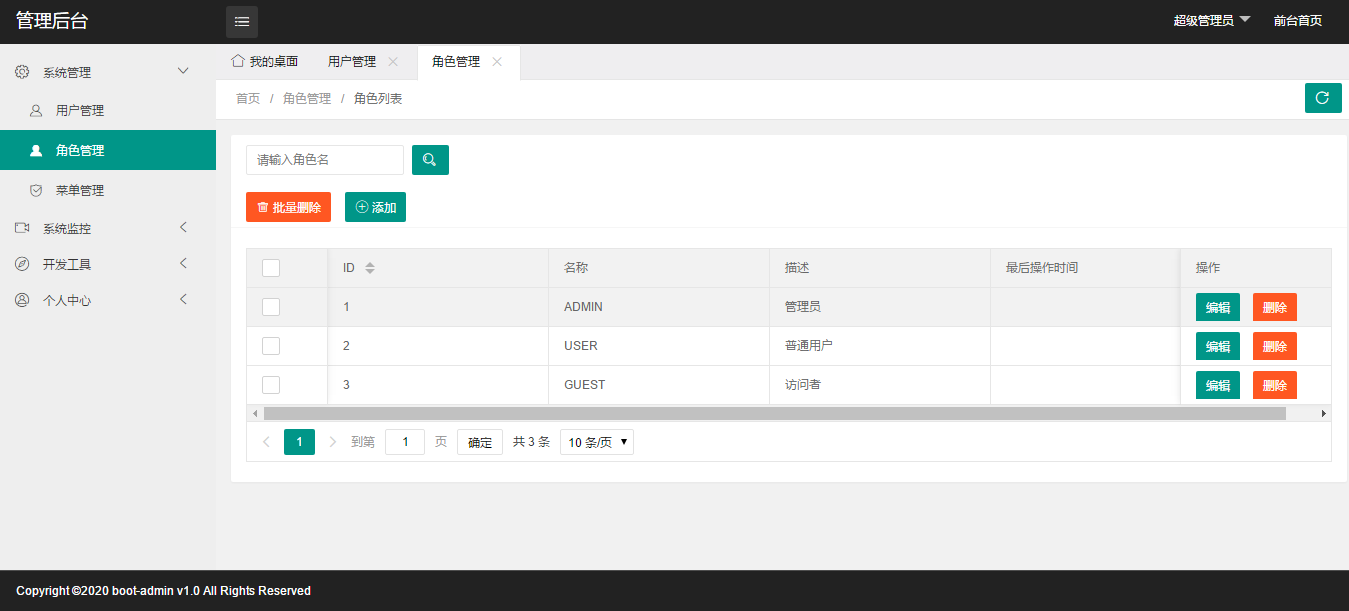 管理后台
超级管理员 前台首页
系统管理
用户管理
角色管理
菜单管理
系统监控
开发工具
个人中心
我的桌面 用户管理 角色管理
首页 / 角色管理 / 角色列表
请输入角色名
批量删除 添加
ID 名称 描述 最后操作时间 操作
1 ADMIN 管理员 编辑 删除
2 USER 普通用户 编辑 删除
3 GUEST 访问者 编辑 删除
1 到第 1 页 确定 共 3 条 10 条/页
Copyright ©2020 boot-admin v1.0 All Rights Reserved